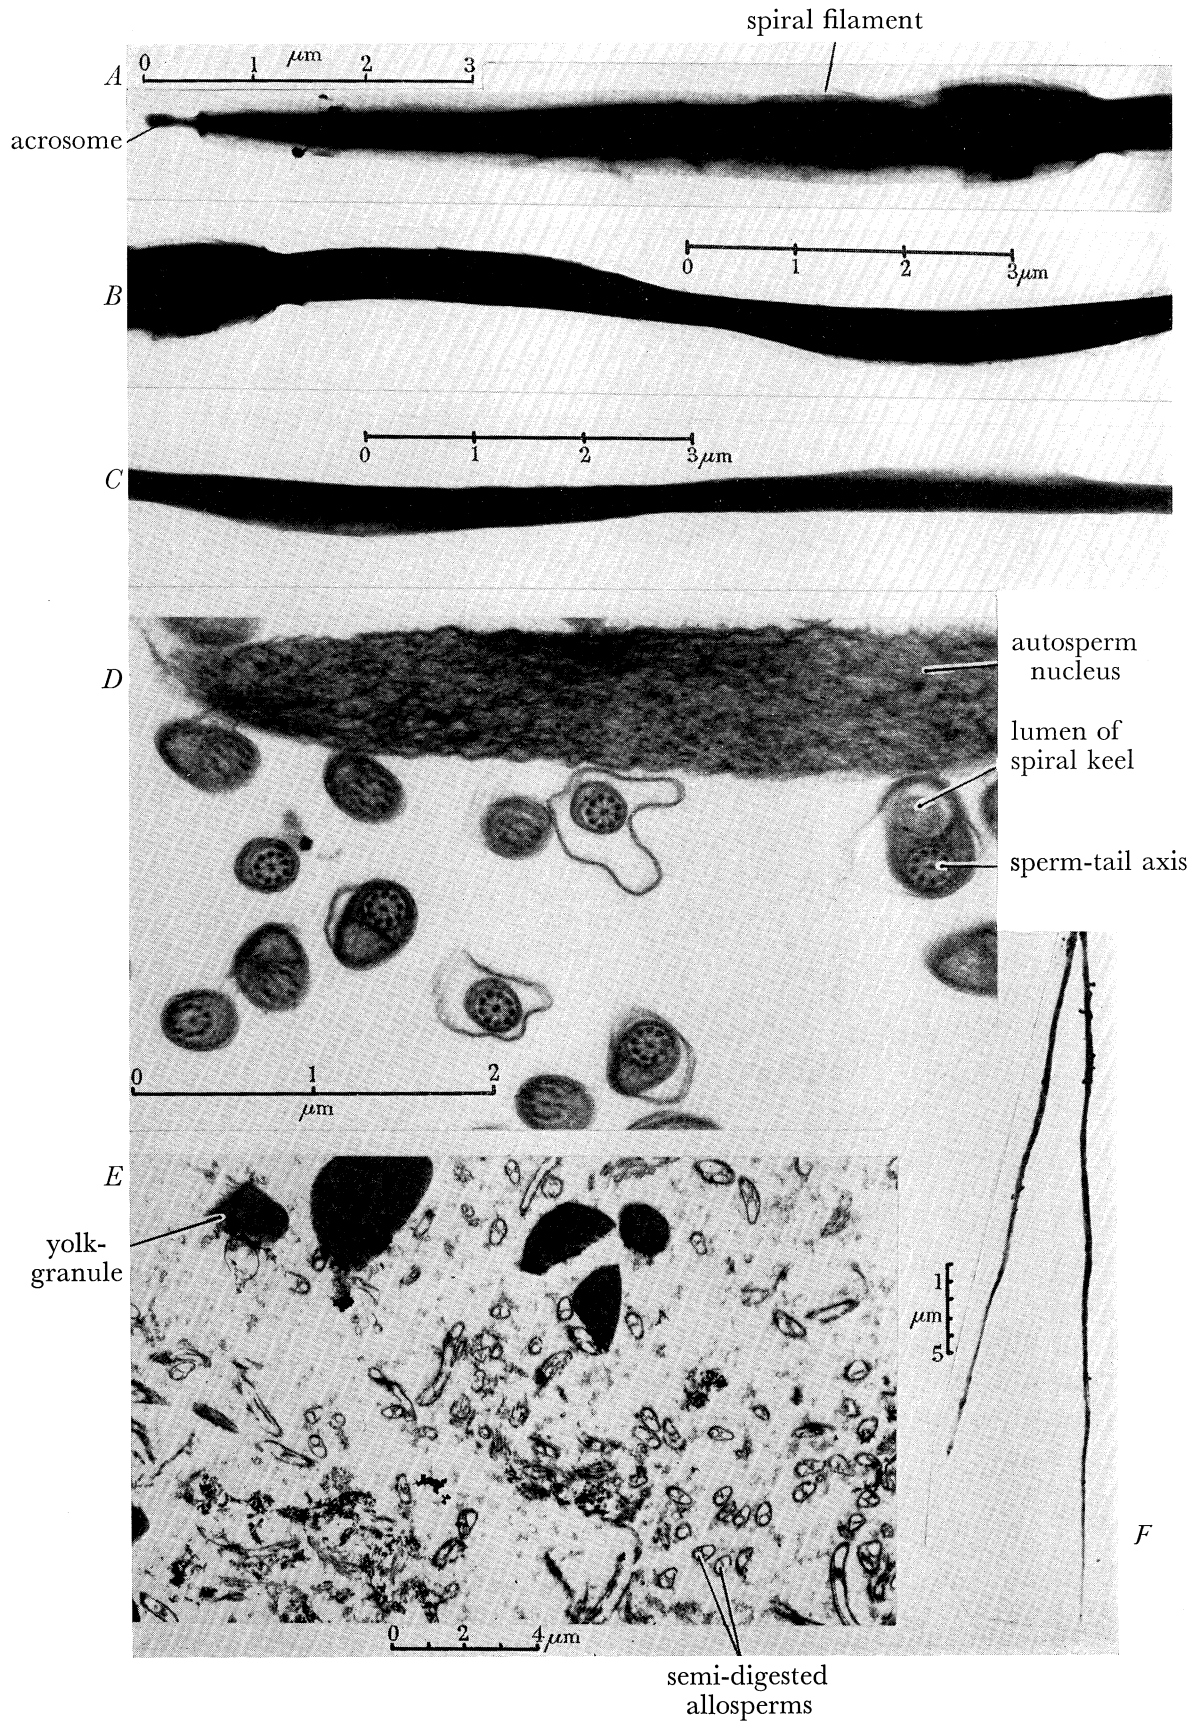 spiral filament
A
0 1 μm 2 3
acrosome
B
0 1 2 3μm
C
0 1 2 3μm
D
autosperm
nucleus
lumen of
spiral keel
sperm-tail axis
0 1 2
μm
E
yolk-
granule
1
μm
5
F
0 2 4μm
semi-digested
allosperms